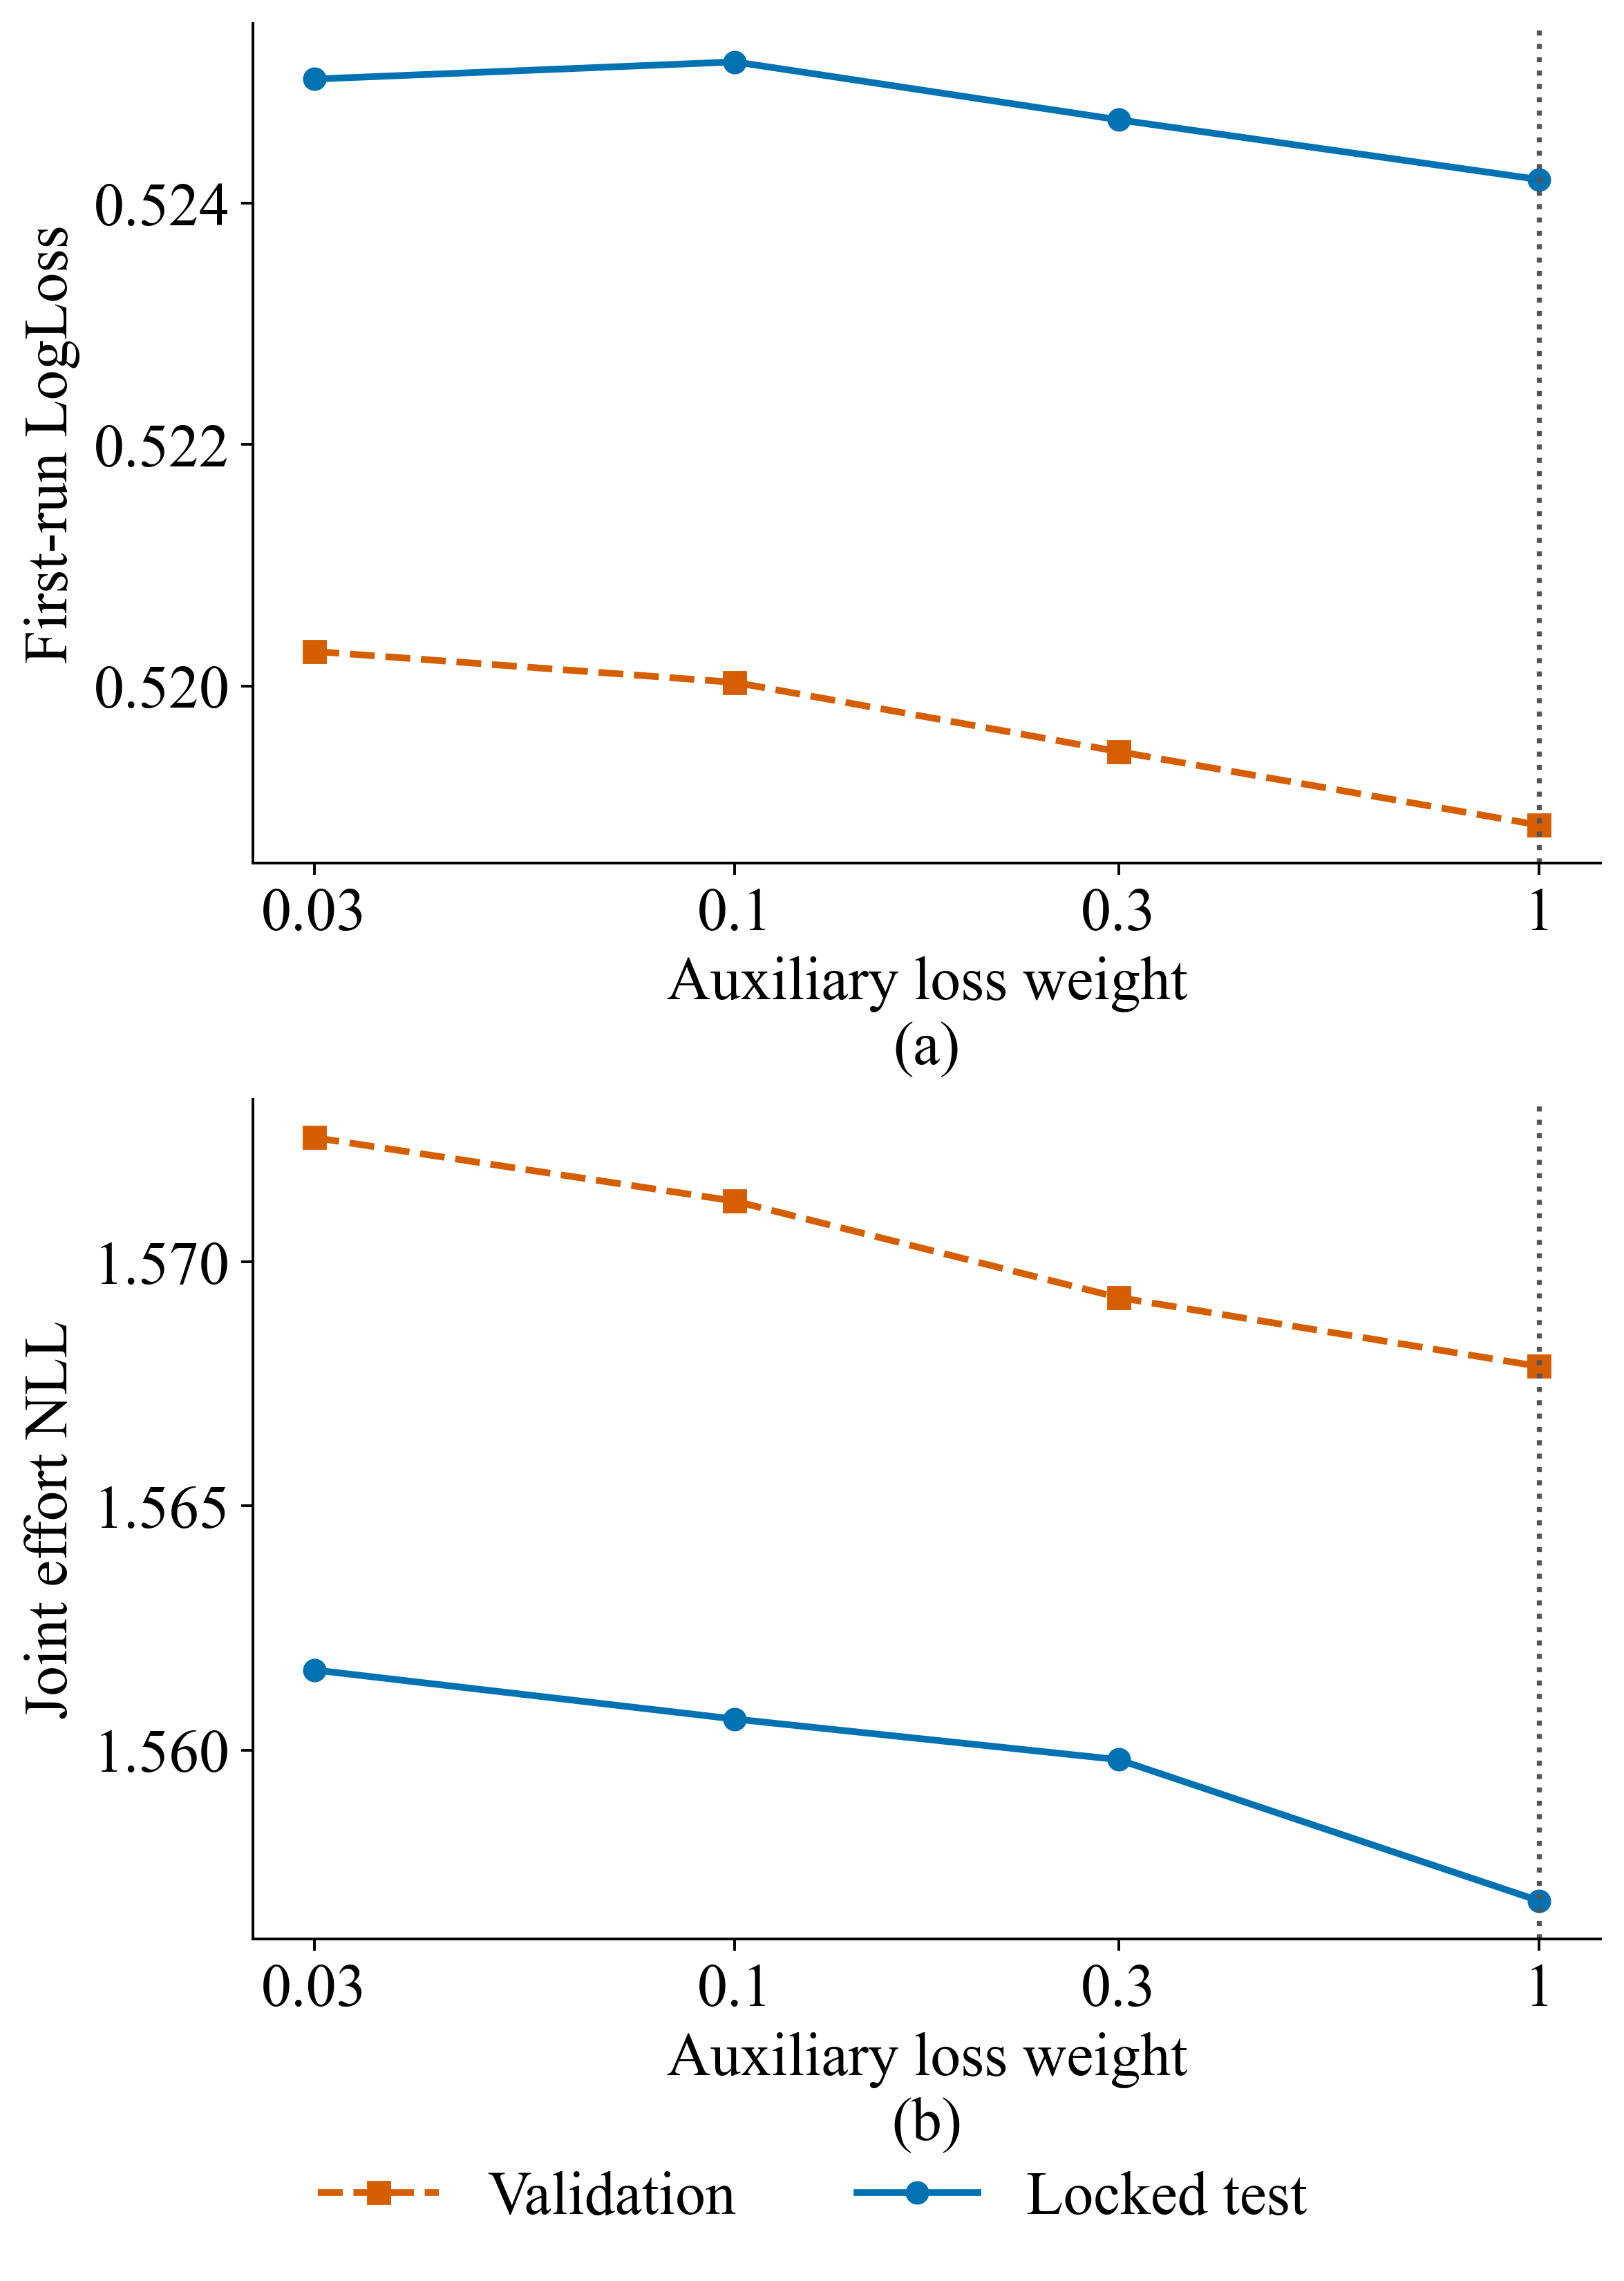 First-run LogLoss
0.524
0.522
0.520
0.03 0.1 0.3 1
Auxiliary loss weight
(a)
Joint effort NLL
1.570
1.565
1.560
0.03 0.1 0.3 1
Auxiliary loss weight
(b)
Validation Locked test